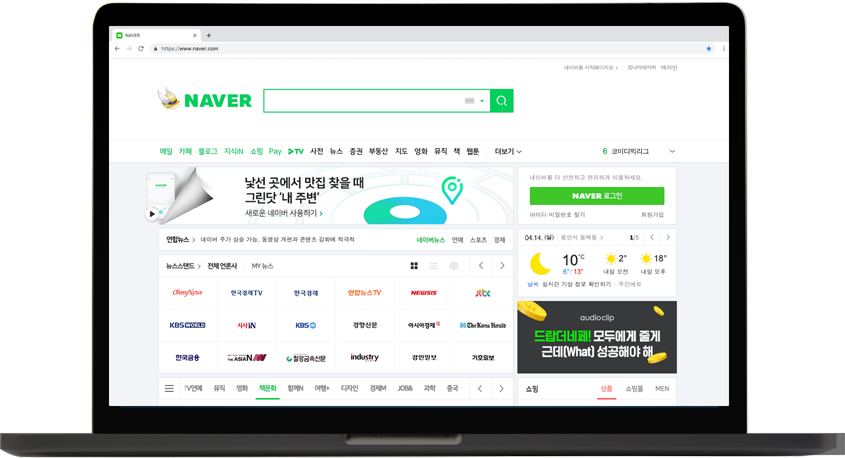 NAVER
https://www.naver.com
네이버를 시작페이지로 >
쥬니어네이버 해피빈
NAVER
메일 카페 블로그 지식iN 쇼핑 Pay TV 사전 뉴스 증권 부동산 지도 영화 뮤직 책 웹툰 더보기
6 코미디빅리그
낯선 곳에서 맛집 찾을 때
그린닷 '내 주변'
새로운 네이버 사용하기 >
네이버를 더 안전하고 편리하게 이용하세요.
NAVER 로그인
아이디·비밀번호 찾기 회원가입
연합뉴스 > 네이버 주가 상승 가능, 동영상 개편과 콘텐츠 강화에 적극적
네이버뉴스 연예 스포츠 경제
04.14. (일) 용인시 동백동 > 1/5
뉴스스탠드 > 전체 언론사 MY 뉴스
10°C 2° 18°
6°/ 13° 내일 오전 내일 오후
날씨 실시간 기상 정보 확인하기 주간예보
OhmyNews 한국경제TV 한국경제 연합뉴스TV NEWSIS jtbc
KBS WORLD 시사IN KBS 경향신문 아시아경제 The Korea Herald
한국금융 THE ASIAN 철강금속신문 industry 경인일보 기호일보
audioclip
드랍더네페! 모두에게 줄게
근데(What) 성공해야 해
TV연예 뮤직 영화 책문화 함께N 여행+ 디자인 경제M JOB& 과학 중국
쇼핑 상품 쇼핑몰 MEN